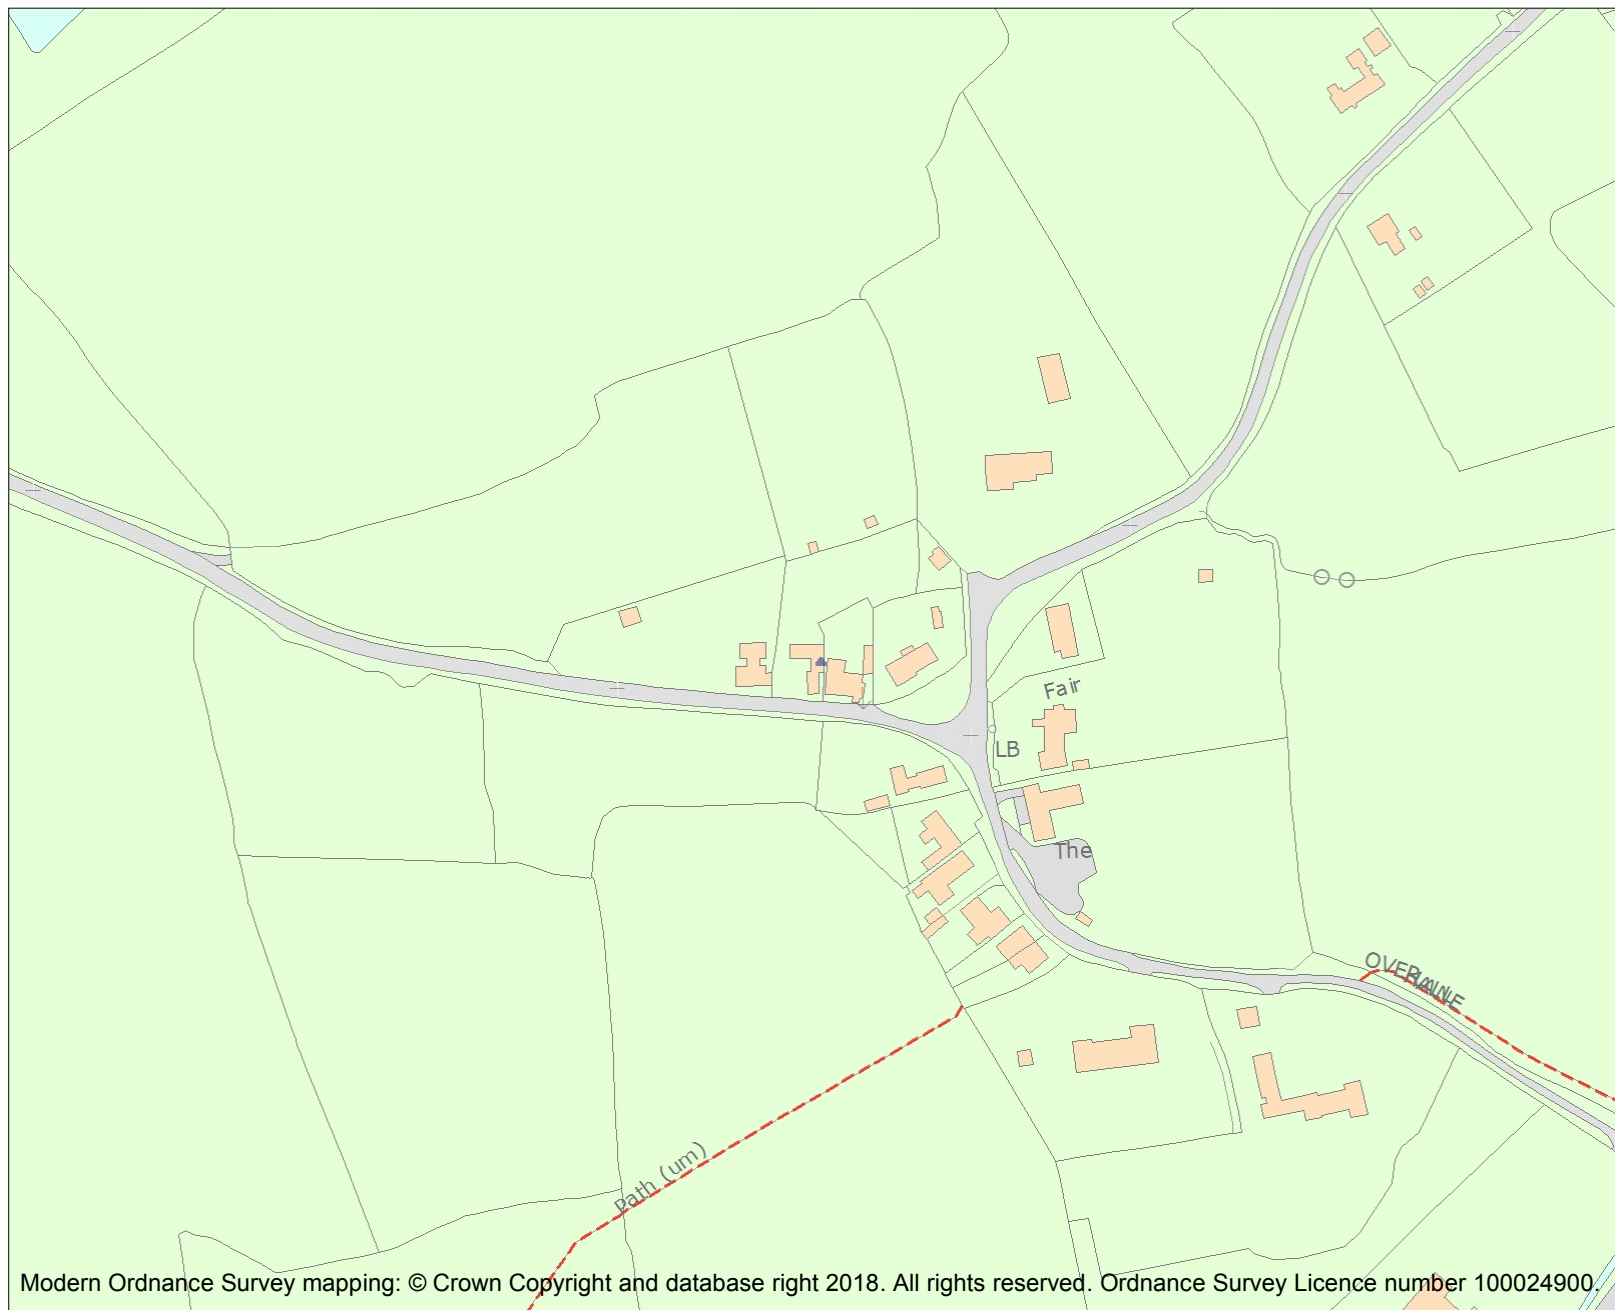 Fair
LB
The
Path (um)
Modern Ordnance Survey mapping: © Crown Copyright and database right 2018. All rights reserved. Ordnance Survey Licence number 100024900.